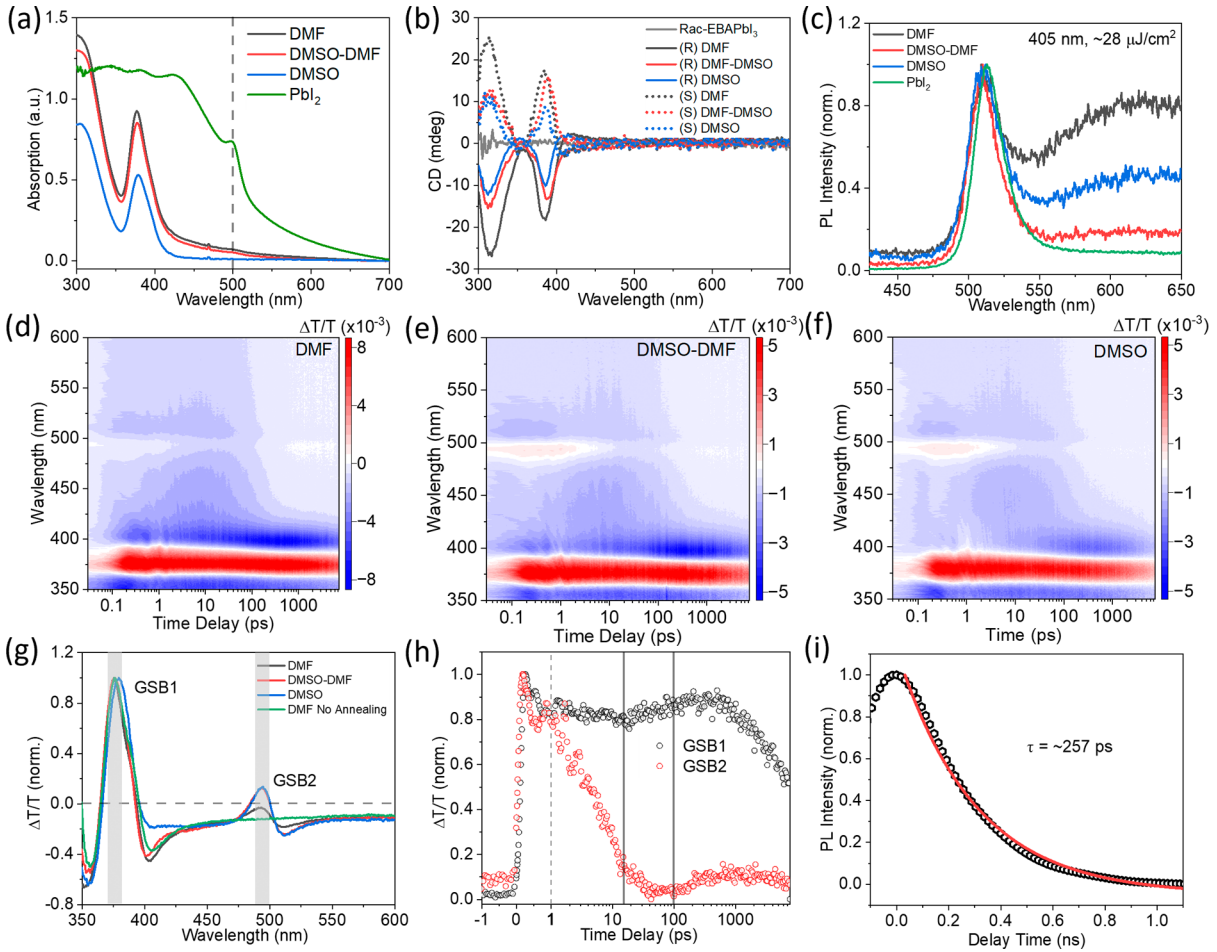 (a)
DMF
DMSO-DMF
DMSO
PbI2
Absorption (a.u.)
1.5
1.0
0.5
0.0
300 400 500 600 700
Wavelength (nm)
(b)
Rac-EBAPbI3
(R) DMF
(R) DMF-DMSO
(R) DMSO
(S) DMF
(S) DMF-DMSO
(S) DMSO
CD (mdeg)
30
20
10
0
-10
-20
-30
300 400 500 600 700
Wavelength (nm)
(c)
DMF
DMSO-DMF
DMSO
PbI2
405 nm, ~28 μJ/cm2
PL Intensity (norm.)
1.2
0.8
0.4
0.0
450 500 550 600 650
Wavelength (nm)
(d)
ΔT/T (x10-3)
DMF
Wavlength (nm)
600
550
500
450
400
350
0.1 1 10 100 1000
Time Delay (ps)
8
4
0
-4
-8
(e)
ΔT/T (x10-3)
DMSO-DMF
Wavelength (nm)
600
550
500
450
400
350
0.1 1 10 100 1000
Time Delay (ps)
5
3
1
-1
-3
-5
(f)
ΔT/T (x10-3)
DMSO
Wavelength (nm)
600
550
500
450
400
350
0.1 1 10 100 1000
Time Delay (ps)
5
3
1
-1
-3
-5
(g)
GSB1
DMF
DMSO-DMF
DMSO
DMF No Annealing
GSB2
ΔT/T (norm.)
1.2
0.8
0.4
0.0
-0.4
-0.8
350 400 450 500 550 600
Wavelength (nm)
(h)
GSB1
GSB2
ΔT/T (norm.)
1.0
0.8
0.6
0.4
0.2
0.0
-1 0 1 10 100 1000
Time Delay (ps)
(i)
τ = ~257 ps
PL Intensity (norm.)
1.0
0.8
0.6
0.4
0.2
0.0
0.0 0.2 0.4 0.6 0.8 1.0
Delay Time (ns)